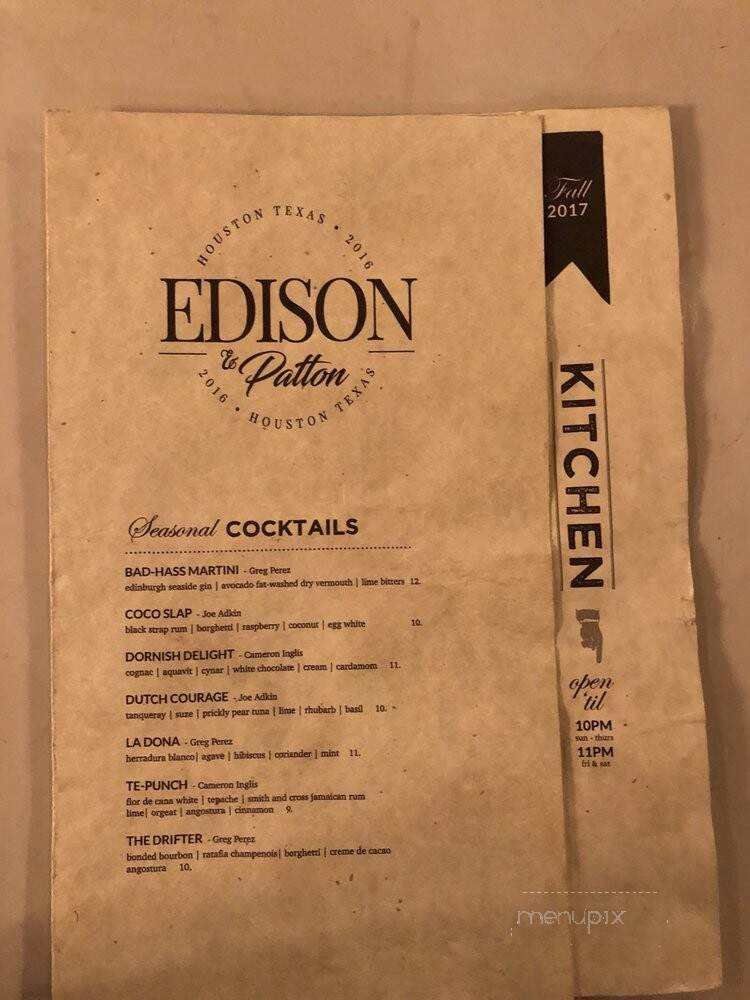 HOUSTON TEXAS • 2016
EDISON
& Patton
2016 • HOUSTON TEXAS
Seasonal COCKTAILS
BAD-HASS MARTINI - Greg Perez
edinburgh seaside gin | avocado fat-washed dry vermouth | lime bitters 12.
COCO SLAP - Joe Adkin
black strap rum | borghetti | raspberry | coconut | egg white 10.
DORNISH DELIGHT - Cameron Inglis
cognac | aquavit | cynar | white chocolate | cream | cardamom 11.
DUTCH COURAGE - Joe Adkin
tanqueray | suze | prickly pear tuna | lime | rhubarb | basil 10.
LA DONA - Greg Perez
herradura blanco| agave | hibiscus | coriander | mint 11.
TE-PUNCH - Cameron Inglis
flor de cana white | tepache | smith and cross jamaican rum
lime| orgeat | angostura | cinnamon 9.
THE DRIFTER - Greg Perez
bonded bourbon | ratafia champenois| borghetti | creme de cacao
angostura 10.
Fall
2017
KITCHEN
open
'til
10PM
sun - thurs
11PM
fri & sat
menupix